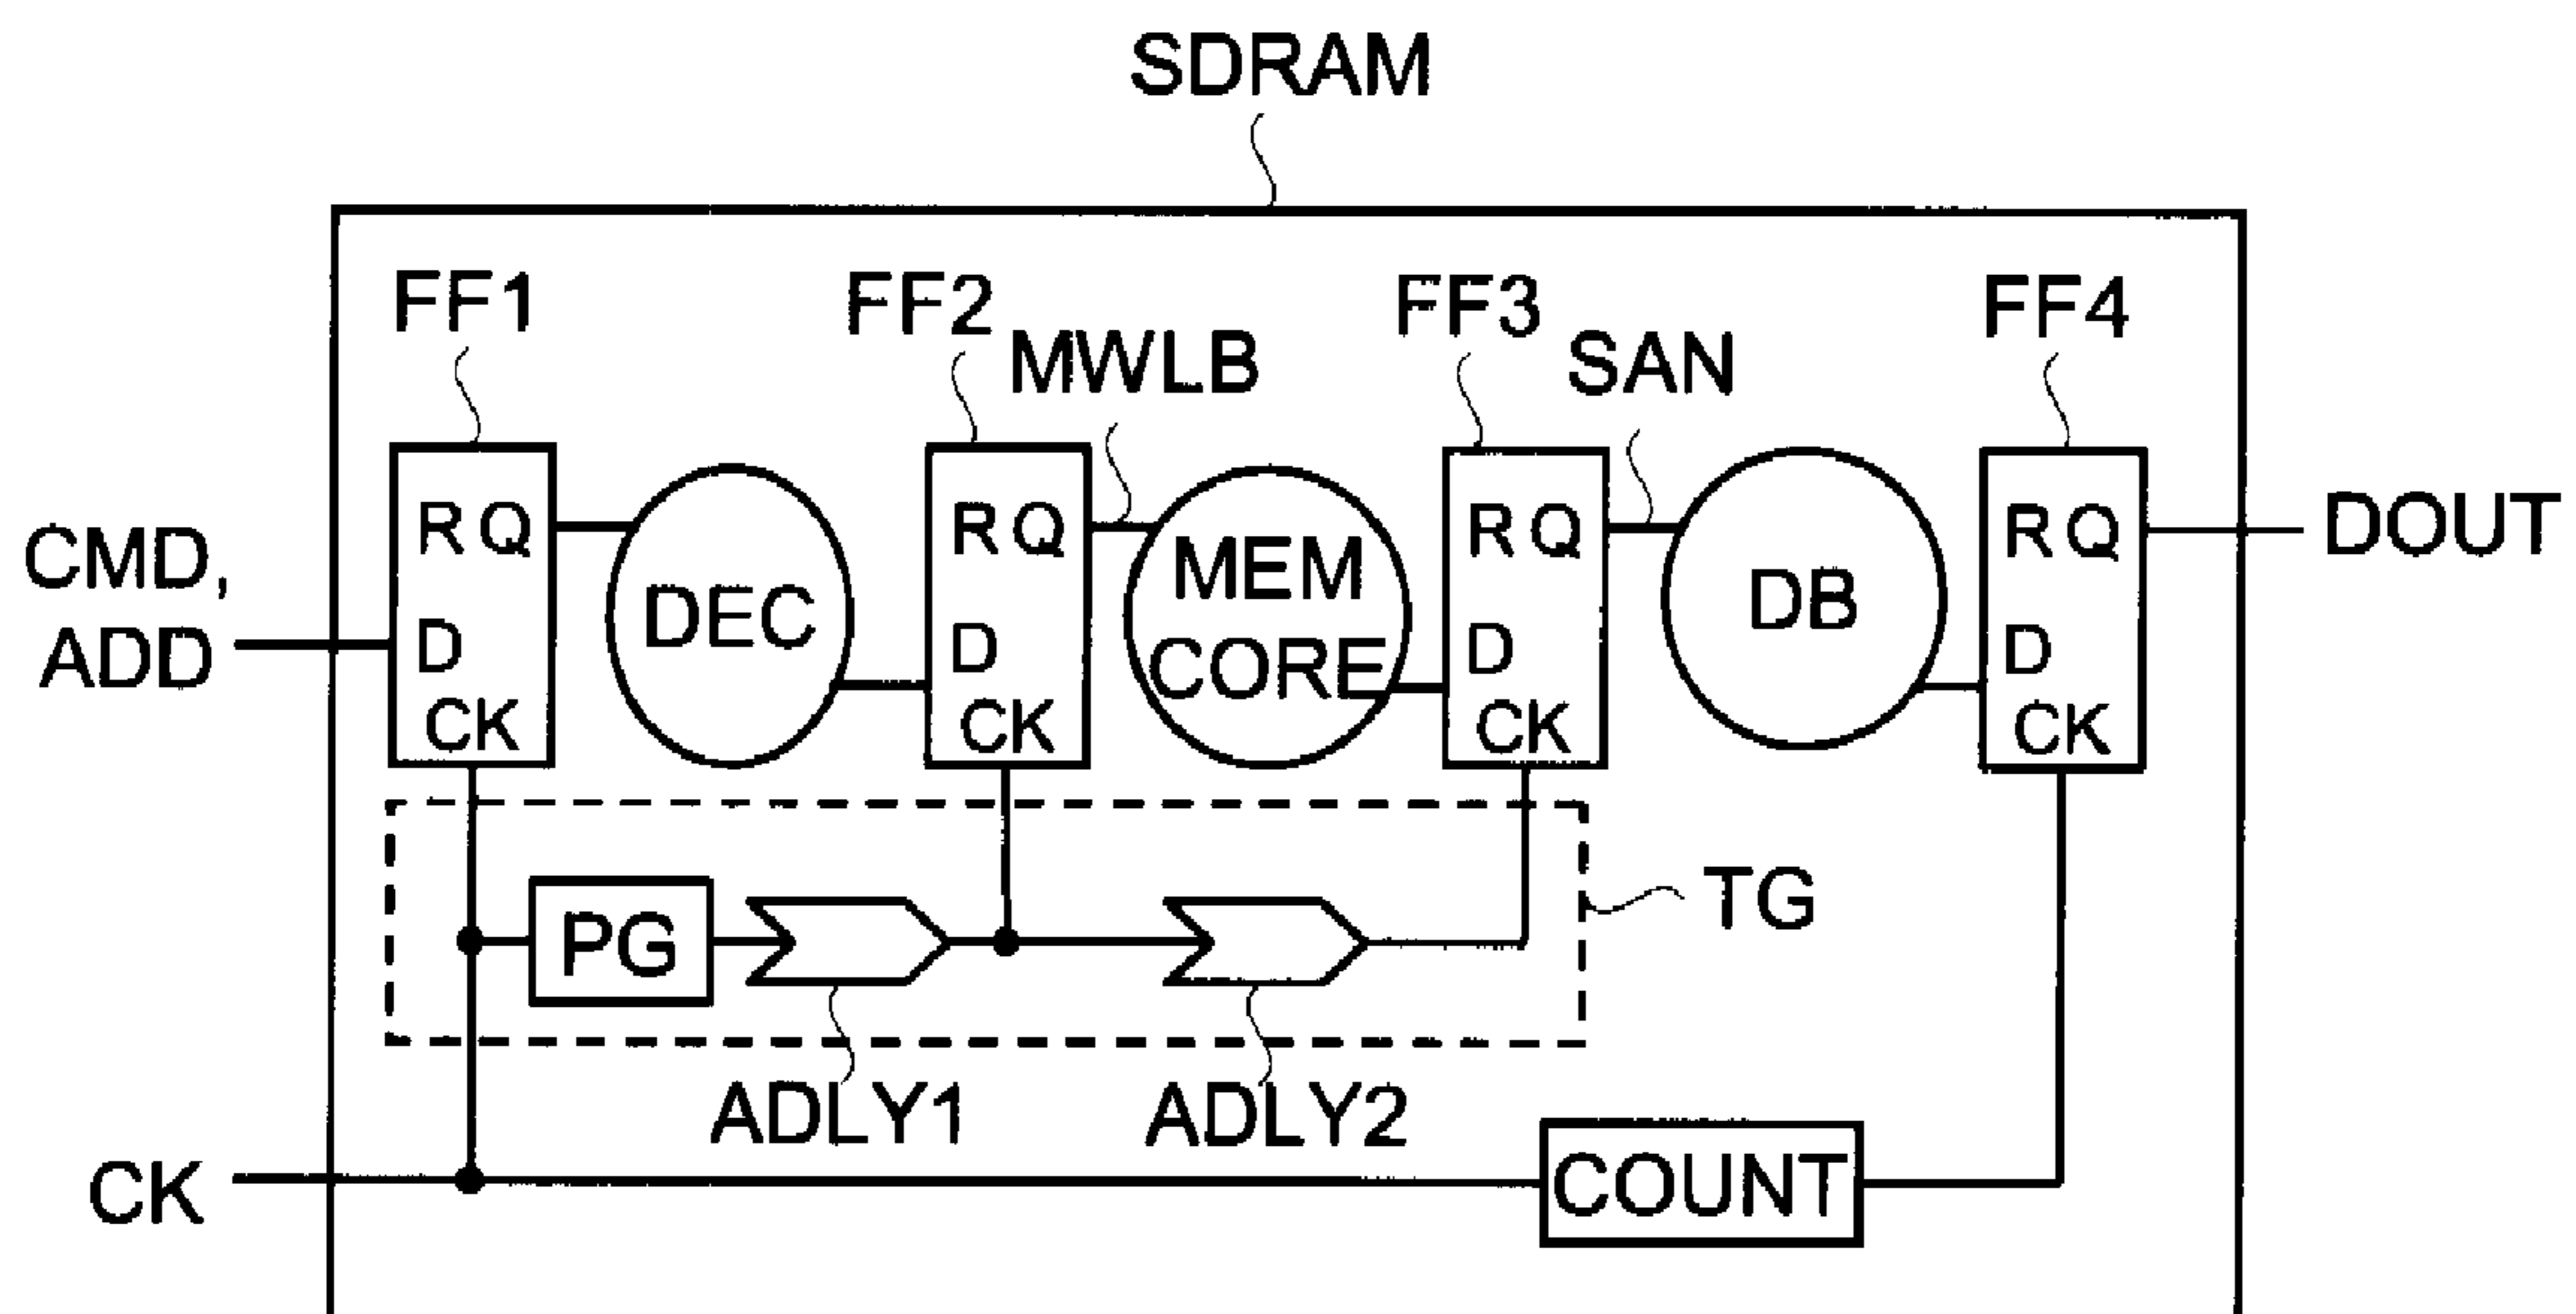 SDRAM
FF1
FF2
MWLB
FF3
SAN
FF4
CMD,
ADD
R Q
D
CK
DEC
R Q
D
CK
MEM
CORE
R Q
D
CK
DB
R Q
D
CK
DOUT
PG
TG
ADLY1
ADLY2
CK
COUNT